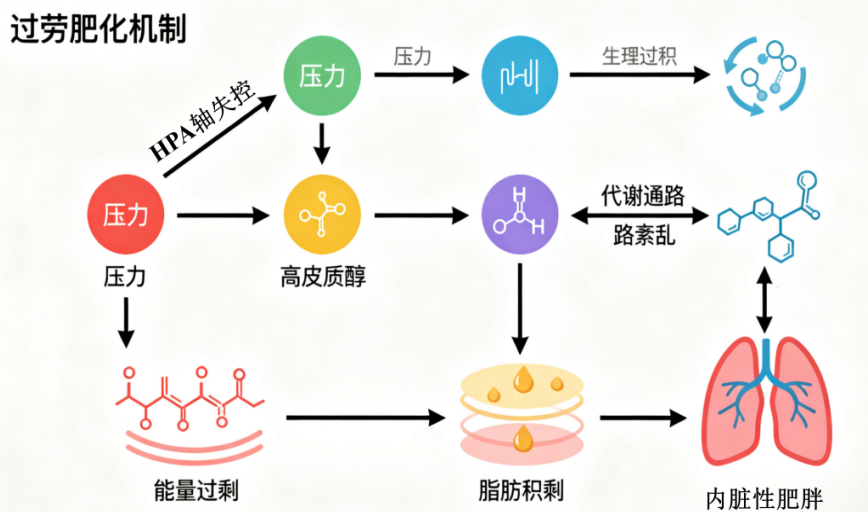 过劳肥化机制
压力
压力
生理过积
HPA轴失控
压力
代谢通路
路紊乱
压力
高皮质醇
O
H
H
能量过剩
脂肪积剩
内脏性肥胖